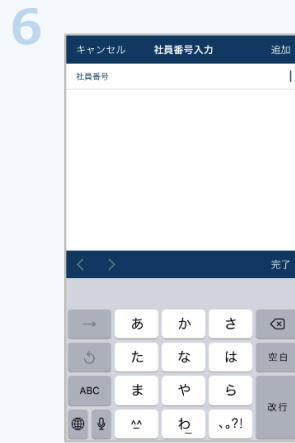 6
キャンセル 社員番号入力 追加
社員番号
完了
→ あ か さ
た な は 空白
ABC ま や ら 改行
^^ わ_ 、。?!